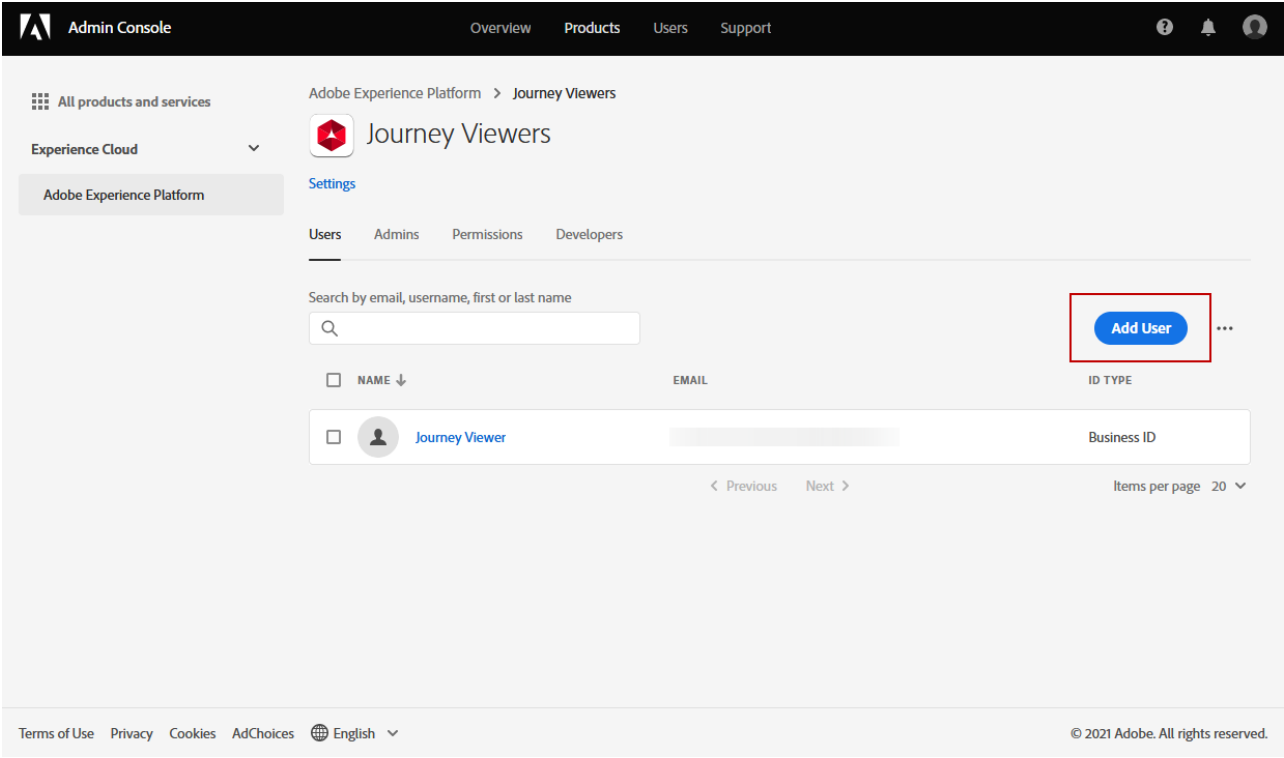 Admin Console Overview Products Users Support
All products and services
Experience Cloud
Adobe Experience Platform
Adobe Experience Platform > Journey Viewers
Journey Viewers
Settings
Users Admins Permissions Developers
Search by email, username, first or last name
Add User
NAME EMAIL ID TYPE
Journey Viewer Business ID
Previous Next Items per page 20
Terms of Use Privacy Cookies AdChoices English © 2021 Adobe. All rights reserved.